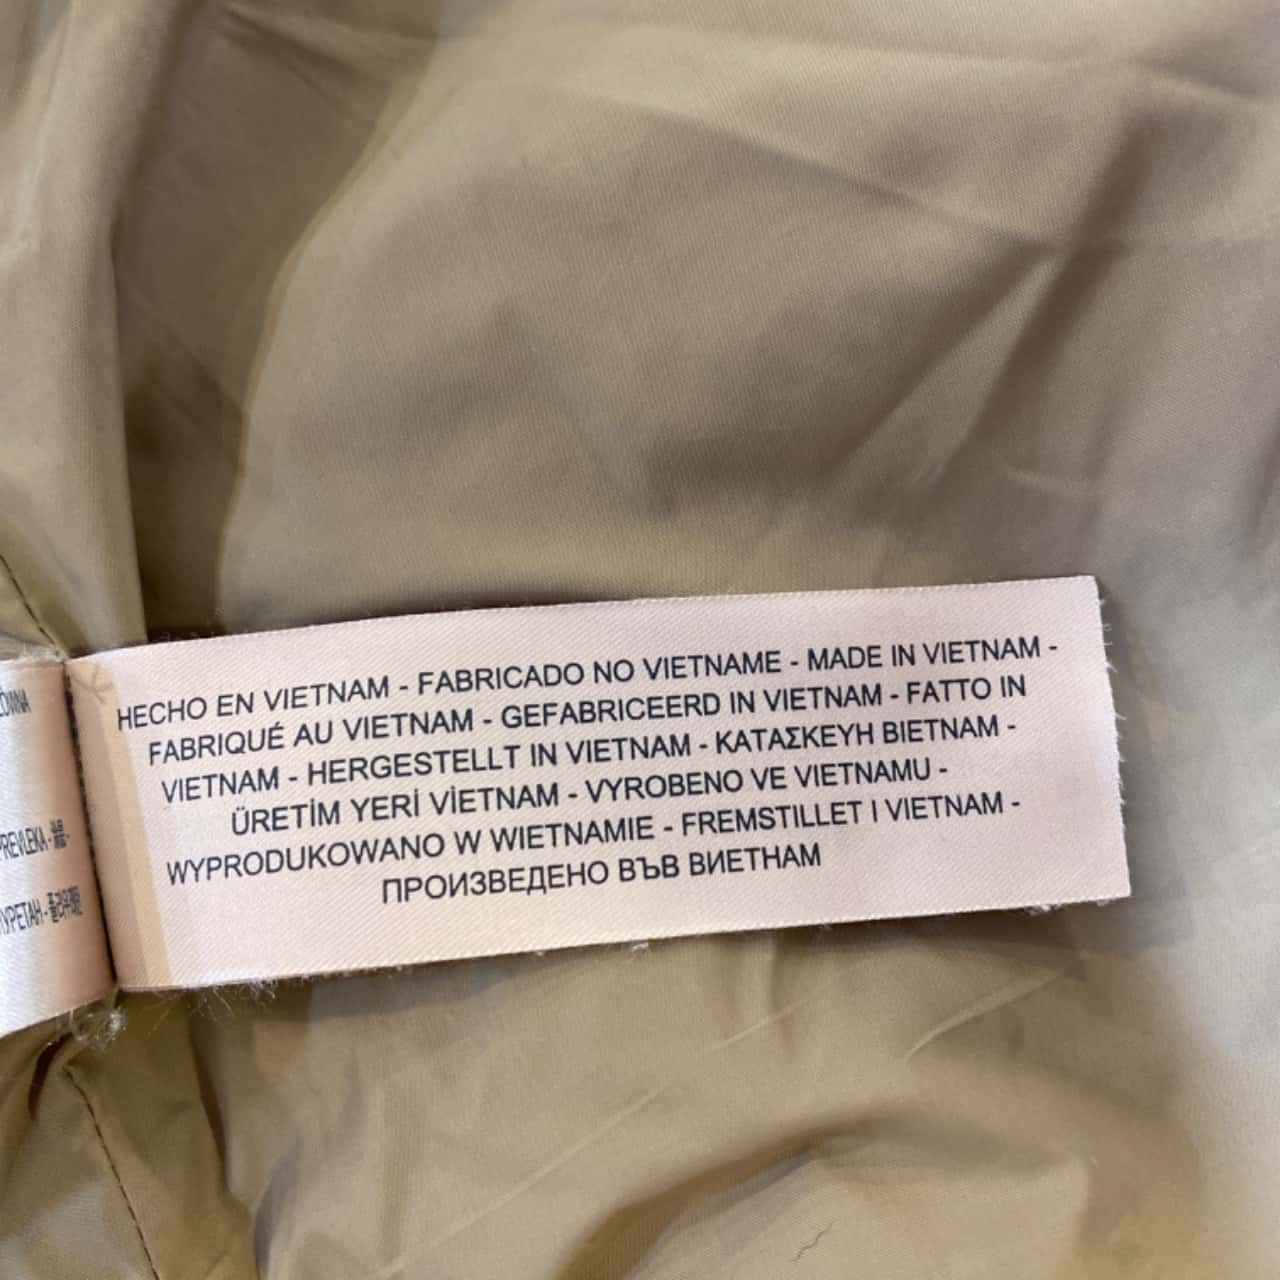 HECHO EN VIETNAM - FABRICADO NO VIETNAME - MADE IN VIETNAM -
FABRIQUÉ AU VIETNAM - GEFABRICEERD IN VIETNAM - FATTO IN
VIETNAM - HERGESTELLT IN VIETNAM - ΚΑΤΑΣΚΕΥΗ ΒΙΕΤΝΑΜ -
ÜRETİM YERİ VİETNAM - VYROBENO VE VIETNAMU -
WYPRODUKOWANO W WIETNAMIE - FREMSTILLET I VIETNAM -
ПРОИЗВЕДЕНО ВЪВ ВИЕТНАМ
PREVLEKA -